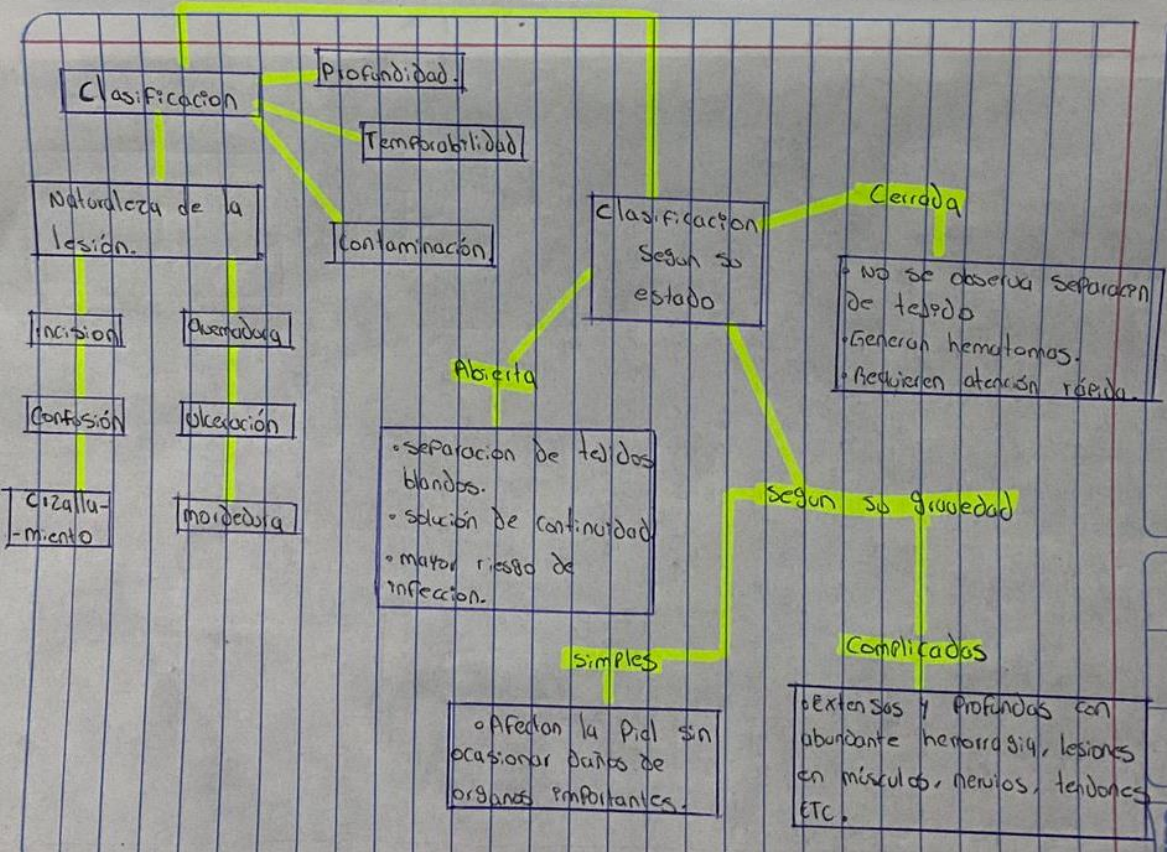 Clasificacion
Profundidad.
Temporabilidad
Contaminación
Naturaleza de la
lesión.
Incision
Contusión
Cizalla-
-miento
Quemadura
Ulceración
mordedura
Clasificacion
Segun su
estado
Cerrada
• No se observa separacion
de tejido
• Generan hematomas.
• Requieren atención rápida.
Abierta
• separación de tejidos
blandos.
• solución de continuidad
• mayor riesgo de
infeccion.
segun su gravedad
simples
• Afectan la piel sin
ocasionar daños de
organos importantes.
Complicadas
• Extensas y Profundas con
abundante hemorragia, lesiones
en músculos, nervios, tendones
ETC.